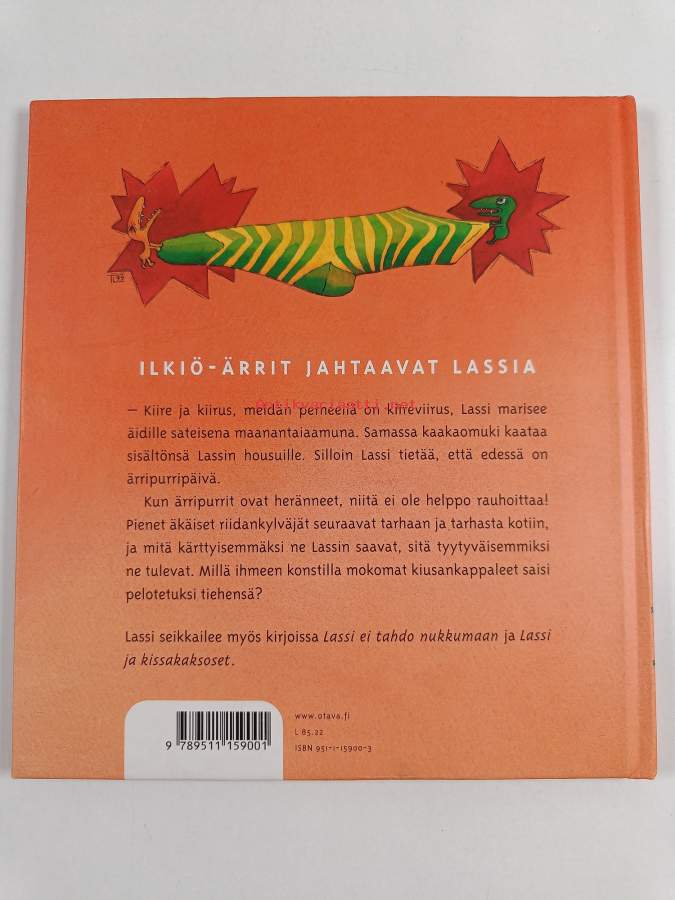 TL99
ILKIÖ-ÄRRIT JAHTAAVAT LASSIA
Antikvariaatti.net
– Kiire ja kiirus, meidän perheellä on kiireviirus, Lassi marisee
äidille sateisena maanantaiaamuna. Samassa kaakaomuki kaataa
sisältönsä Lassin housuille. Silloin Lassi tietää, että edessä on
ärripurripäivä.
Kun ärripurrit ovat heränneet, niitä ei ole helppo rauhoittaa!
Pienet äkäiset riidankylväjät seuraavat tarhaan ja tarhasta kotiin,
ja mitä kärttyisemmäksi ne Lassin saavat, sitä tyytyväisemmiksi
ne tulevat. Millä ihmeen konstilla mokomat kiusankappaleet saisi
pelotetuksi tiehensä?
Lassi seikkailee myös kirjoissa Lassi ei tahdo nukkumaan ja Lassi
ja kissakaksoset.
www.otava.fi
L 85.22
ISBN 951-1-15900-3
9 789511 159001